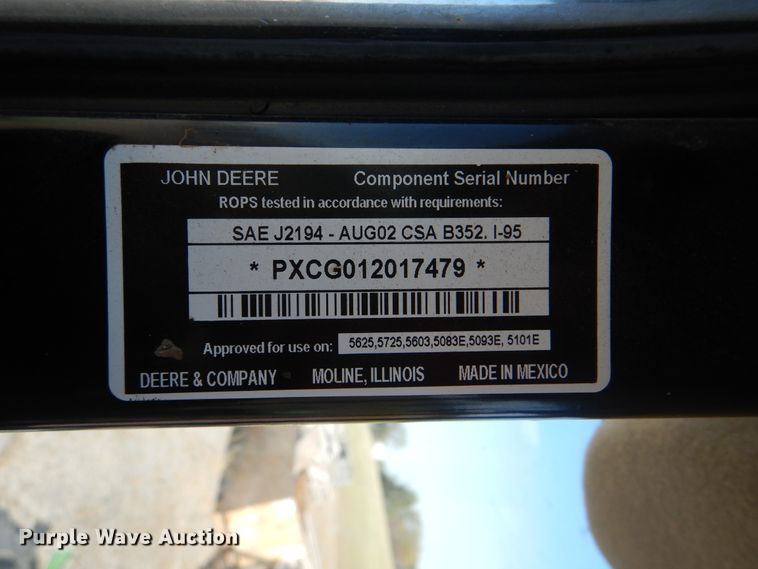 JOHN DEERE Component Serial Number
ROPS tested in accordance with requirements:
SAE J2194 - AUG02 CSA B352. I-95
* PXCG012017479 *
Approved for use on: 5625,5725,5603,5083E,5093E, 5101E
DEERE & COMPANY MOLINE, ILLINOIS MADE IN MEXICO
Purple Wave Auction